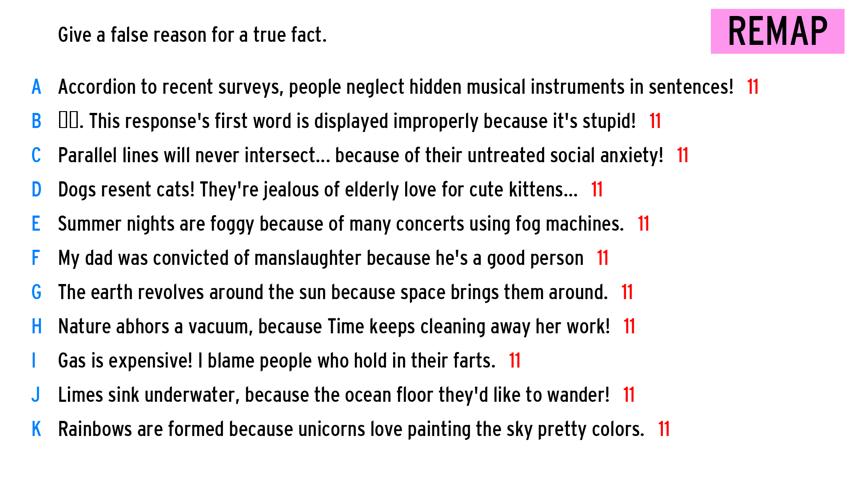 Give a false reason for a true fact.
REMAP
A Accordion to recent surveys, people neglect hidden musical instruments in sentences! 11
B . This response's first word is displayed improperly because it's stupid! 11
C Parallel lines will never intersect... because of their untreated social anxiety! 11
D Dogs resent cats! They're jealous of elderly love for cute kittens... 11
E Summer nights are foggy because of many concerts using fog machines. 11
F My dad was convicted of manslaughter because he's a good person 11
G The earth revolves around the sun because space brings them around. 11
H Nature abhors a vacuum, because Time keeps cleaning away her work! 11
I Gas is expensive! I blame people who hold in their farts. 11
J Limes sink underwater, because the ocean floor they'd like to wander! 11
K Rainbows are formed because unicorns love painting the sky pretty colors. 11